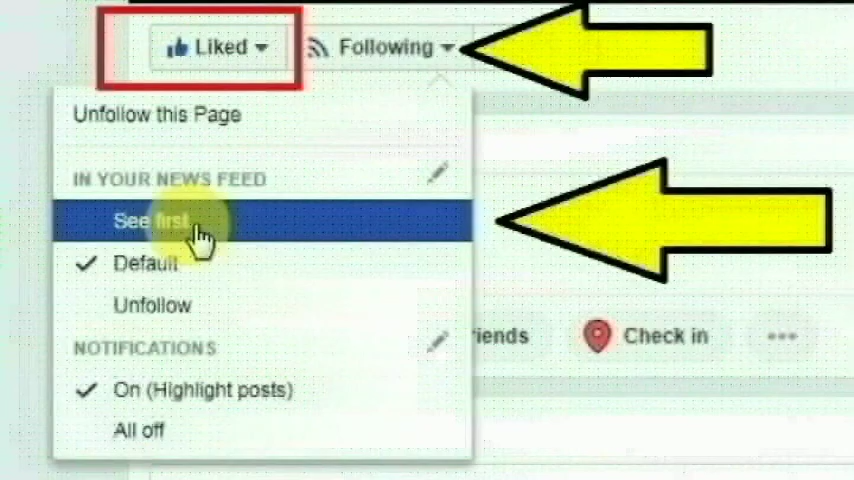 Liked Following
Unfollow this Page
IN YOUR NEWS FEED
See first
Default
Unfollow
riends Check in
NOTIFICATIONS
On (Highlight posts)
All off